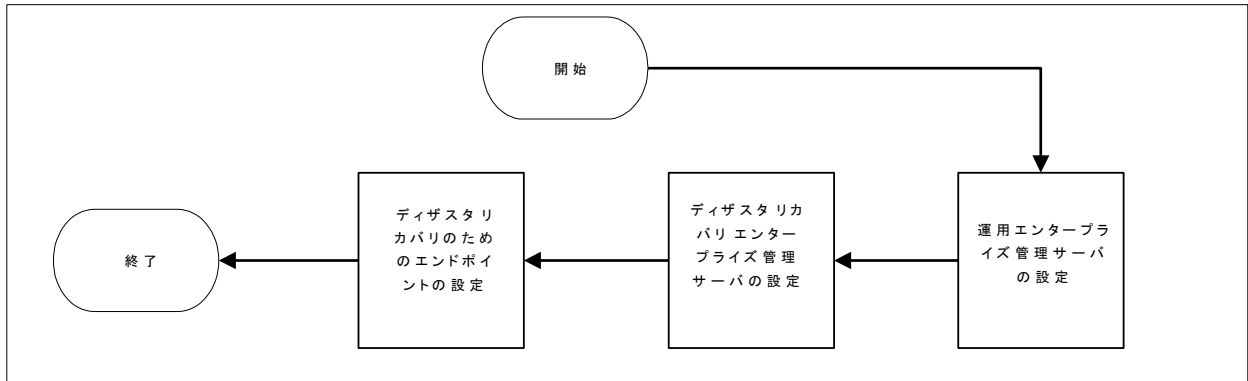 開始
運用エンタープラ
イズ管理サーバ
の設定
ディザスタリカ
バリエンター
プライズ管理
サーバの設定
ディザスタリ
カバリのため
のエンドポイ
ントの設定
終了